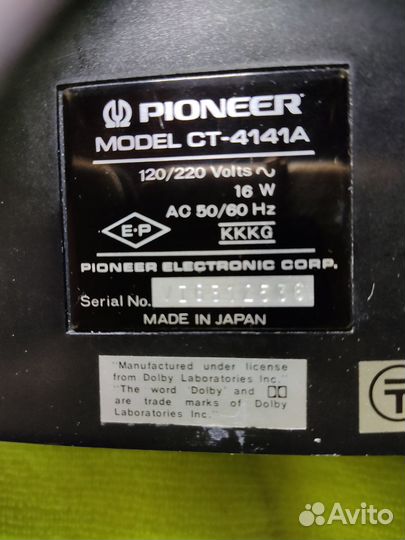 PIONEER
MODEL CT-4141A
120/220 Volts ~
16 W
AC 50/60 Hz
E-P
KKKG
PIONEER ELECTRONIC CORP.
Serial No.
MADE IN JAPAN
"Manufactured under license
from Dolby Laboratories Inc."
"The word 'Dolby' and
are trade marks of Dolby
Laboratories Inc."
T
Avito